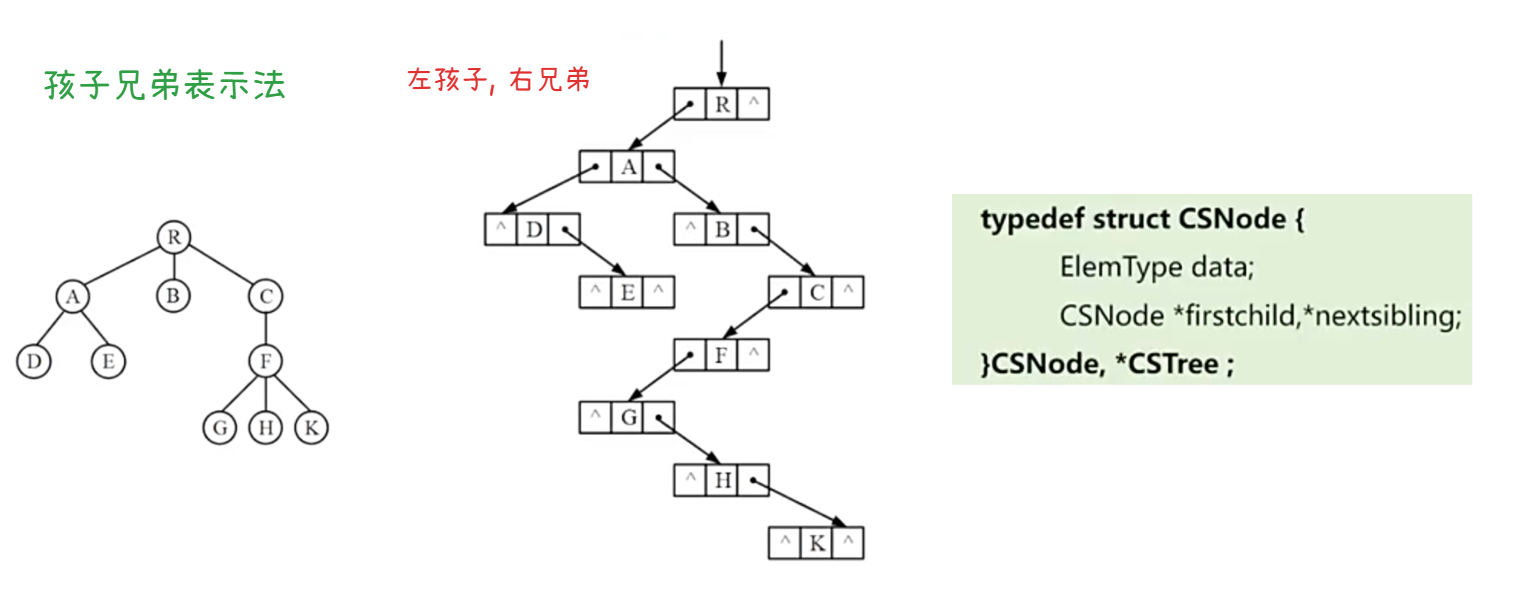 孩子兄弟表示法
左孩子, 右兄弟
R ^
A
^ D
^ B
^ E ^
C ^
F ^
^ G
^ H
^ K ^
R
A B C
D E F
G H K
typedef struct CSNode {
ElemType data;
CSNode *firstchild,*nextsibling;
}CSNode, *CSTree ;